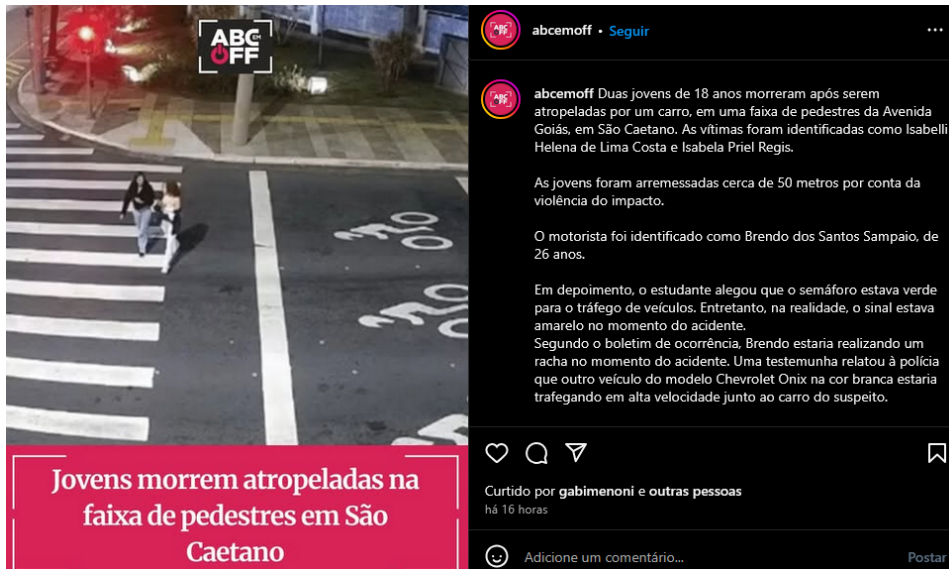 ABC EM
OFF
Jovens morrem atropeladas na
faixa de pedestres em São
Caetano
abcemoff • Seguir
abcemoff Duas jovens de 18 anos morreram após serem
atropeladas por um carro, em uma faixa de pedestres da Avenida
Goiás, em São Caetano. As vítimas foram identificadas como Isabelli
Helena de Lima Costa e Isabela Priel Regis.
As jovens foram arremessadas cerca de 50 metros por conta da
violência do impacto.
O motorista foi identificado como Brendo dos Santos Sampaio, de
26 anos.
Em depoimento, o estudante alegou que o semáforo estava verde
para o tráfego de veículos. Entretanto, na realidade, o sinal estava
amarelo no momento do acidente.
Segundo o boletim de ocorrência, Brendo estaria realizando um
racha no momento do acidente. Uma testemunha relatou à polícia
que outro veículo do modelo Chevrolet Onix na cor branca estaria
trafegando em alta velocidade junto ao carro do suspeito.
Curtido por gabimenoni e outras pessoas
há 16 horas
Adicione um comentário...
Postar